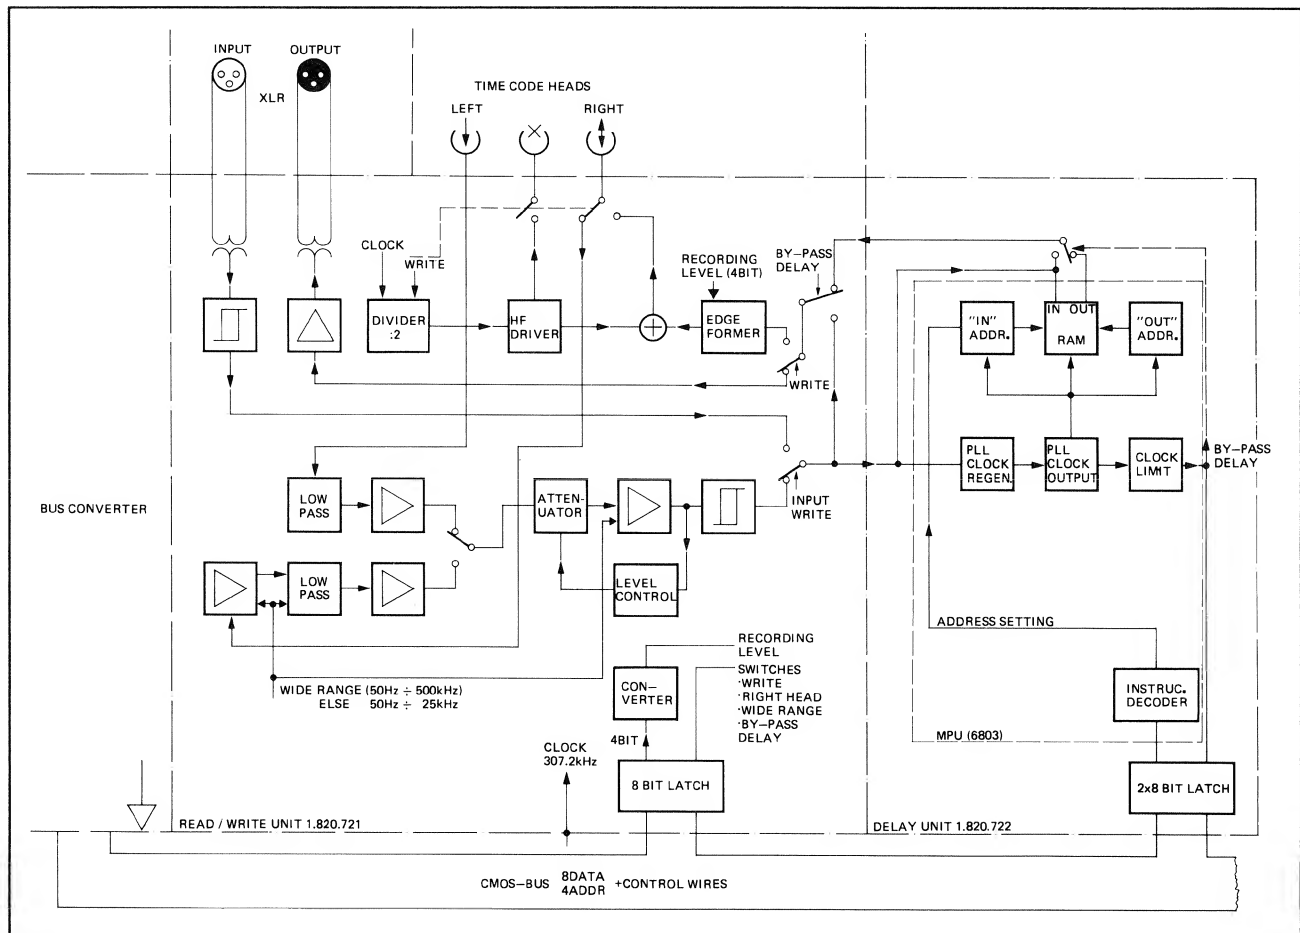 INPUT
OUTPUT
XLR
TIME CODE HEADS
LEFT
RIGHT
CLOCK
WRITE
RECORDING
LEVEL (4BIT)
BY-PASS
DELAY
DIVIDER
:2
HF
DRIVER
EDGE
FORMER
WRITE
"IN"
ADDR.
IN OUT
RAM
"OUT"
ADDR.
PLL
CLOCK
REGEN.
PLL
CLOCK
OUTPUT
CLOCK
LIMIT
BY-PASS
DELAY
BUS CONVERTER
LOW
PASS
ATTEN-
UATOR
INPUT
WRITE
LOW
PASS
LEVEL
CONTROL
ADDRESS SETTING
WIDE RANGE (50Hz ÷ 500kHz)
ELSE 50Hz ÷ 25kHz
CON-
VERTER
RECORDING
LEVEL
SWITCHES
·WRITE
·RIGHT HEAD
·WIDE RANGE
·BY-PASS
DELAY
INSTRUC.
DECODER
MPU (6803)
4BIT
CLOCK
307.2kHz
8 BIT LATCH
2x8 BIT LATCH
READ / WRITE UNIT 1.820.721
DELAY UNIT 1.820.722
CMOS-BUS 8DATA +CONTROL WIRES
4ADDR